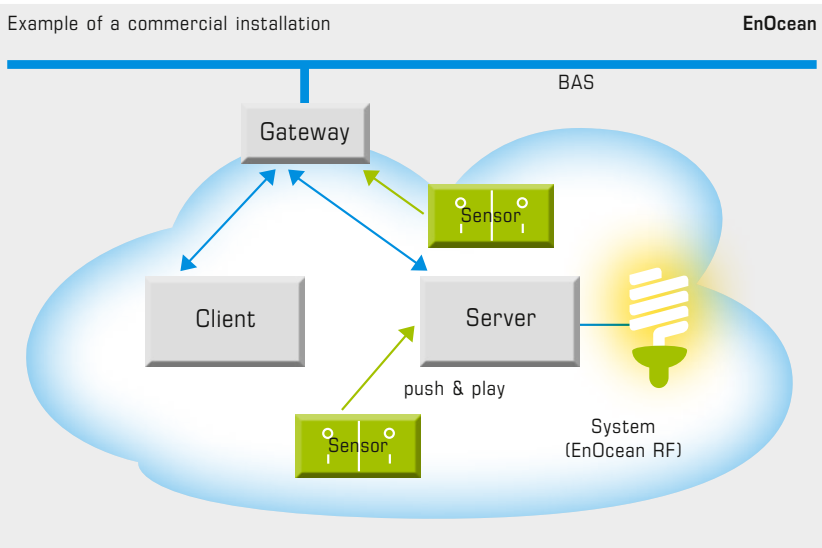 Example of a commercial installation
EnOcean
BAS
Gateway
Sensor
Client
Server
push & play
Sensor
System
(EnOcean RF)